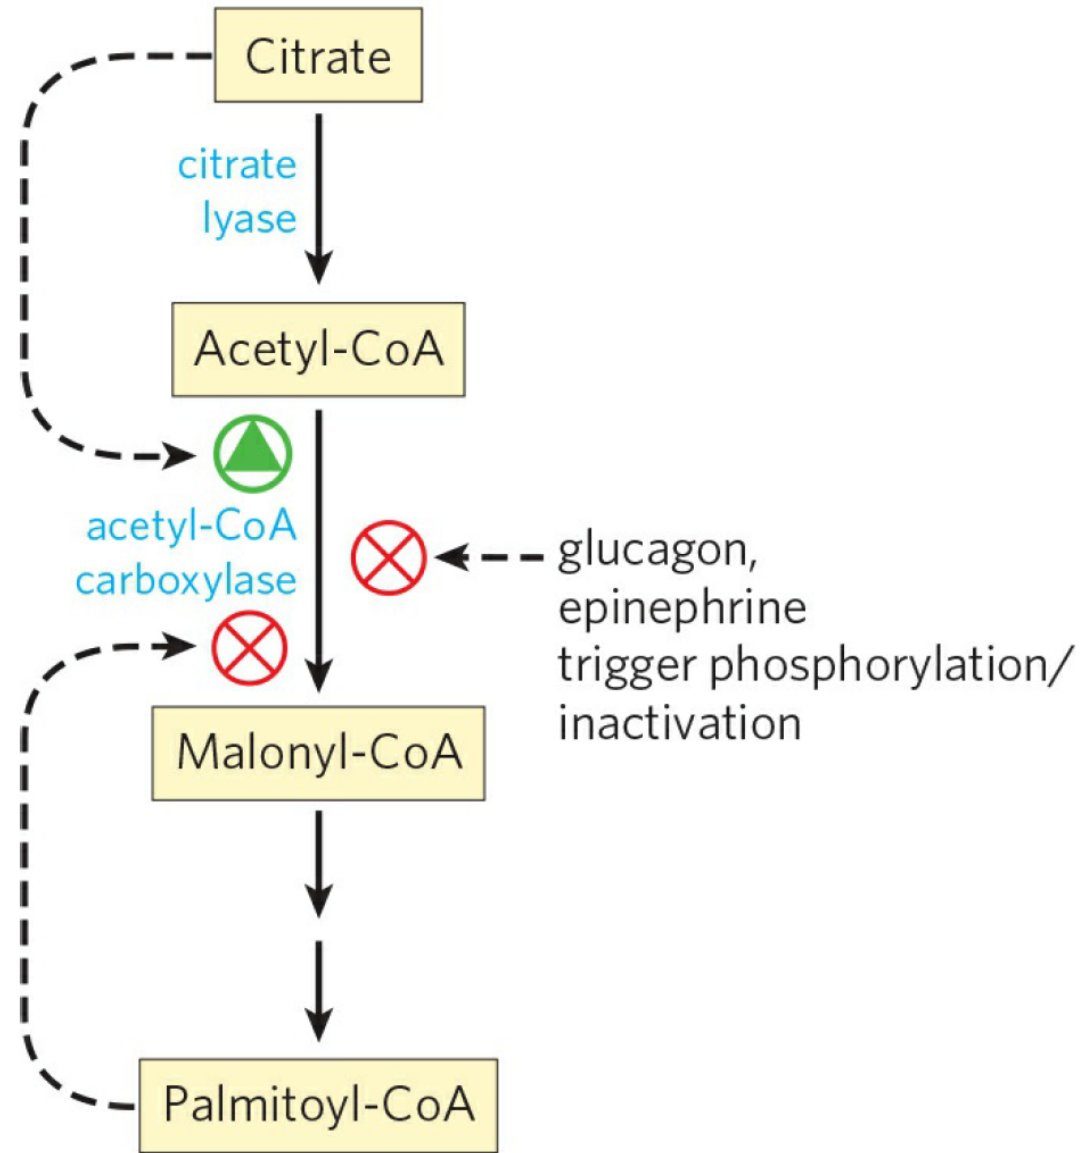 Citrate
citrate
lyase
Acetyl-CoA
acetyl-CoA
carboxylase
glucagon,
epinephrine
trigger phosphorylation/
inactivation
Malonyl-CoA
Palmitoyl-CoA